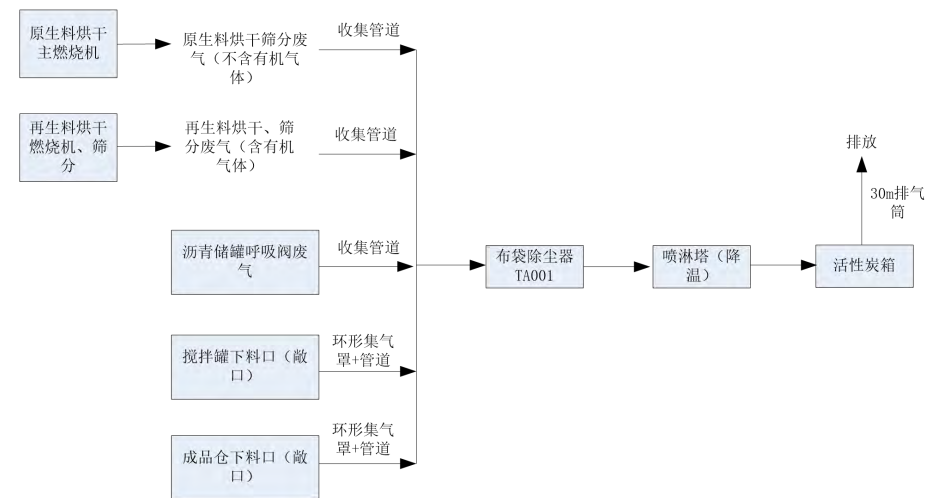 原生料烘干
主燃烧机
原生料烘干筛分废
气（不含有机气
体）
收集管道
再生料烘干
燃烧机、筛
分
再生料烘干、筛
分废气（含有机
气体）
收集管道
沥青储罐呼吸阀废
气
收集管道
搅拌罐下料口（敞
口）
环形集气
罩+管道
成品仓下料口（敞
口）
环形集气
罩+管道
布袋除尘器
TA001
喷淋塔（降
温）
活性炭箱
30m排气
筒
排放